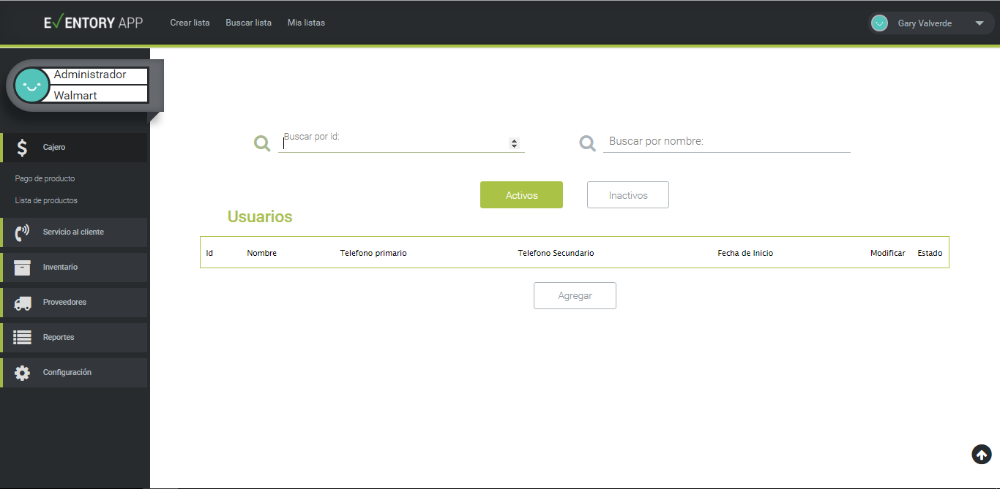 EVENTORY APP
Crear lista
Buscar lista
Mis listas
Gary Valverde
Administrador
Walmart
Cajero
Pago de producto
Lista de productos
Servicio al cliente
Inventario
Proveedores
Reportes
Configuración
Buscar por id:
Buscar por nombre:
Activos
Inactivos
Usuarios
Id Nombre Telefono primario Telefono Secundario Fecha de Inicio Modificar Estado
Agregar